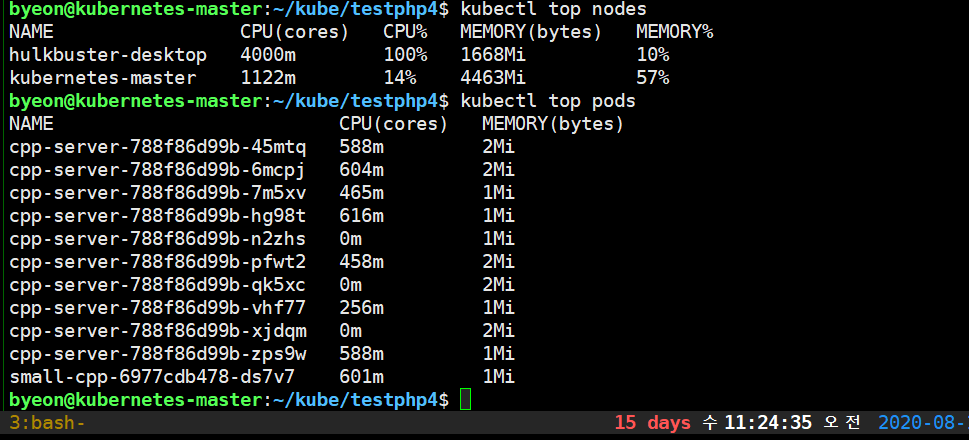 byeon@kubernetes-master:~/kube/testphp4$ kubectl top nodes
NAME                CPU(cores)   CPU%   MEMORY(bytes)   MEMORY%
hulkbuster-desktop   4000m        100%   1668Mi          10%
kubernetes-master    1122m        14%    4463Mi          57%
byeon@kubernetes-master:~/kube/testphp4$ kubectl top pods
NAME                          CPU(cores)   MEMORY(bytes)
cpp-server-788f86d99b-45mtq   588m         2Mi
cpp-server-788f86d99b-6mcpj   604m         2Mi
cpp-server-788f86d99b-7m5xv   465m         1Mi
cpp-server-788f86d99b-hg98t   616m         1Mi
cpp-server-788f86d99b-n2zhs   0m           1Mi
cpp-server-788f86d99b-pfwt2   458m         2Mi
cpp-server-788f86d99b-qk5xc   0m           2Mi
cpp-server-788f86d99b-vhf77   256m         1Mi
cpp-server-788f86d99b-xjdqm   0m           2Mi
cpp-server-788f86d99b-zps9w   588m         1Mi
small-cpp-6977cdb478-ds7v7    601m         1Mi
byeon@kubernetes-master:~/kube/testphp4$
3:bash- 15 days 수 11:24:35 오전 2020-08-